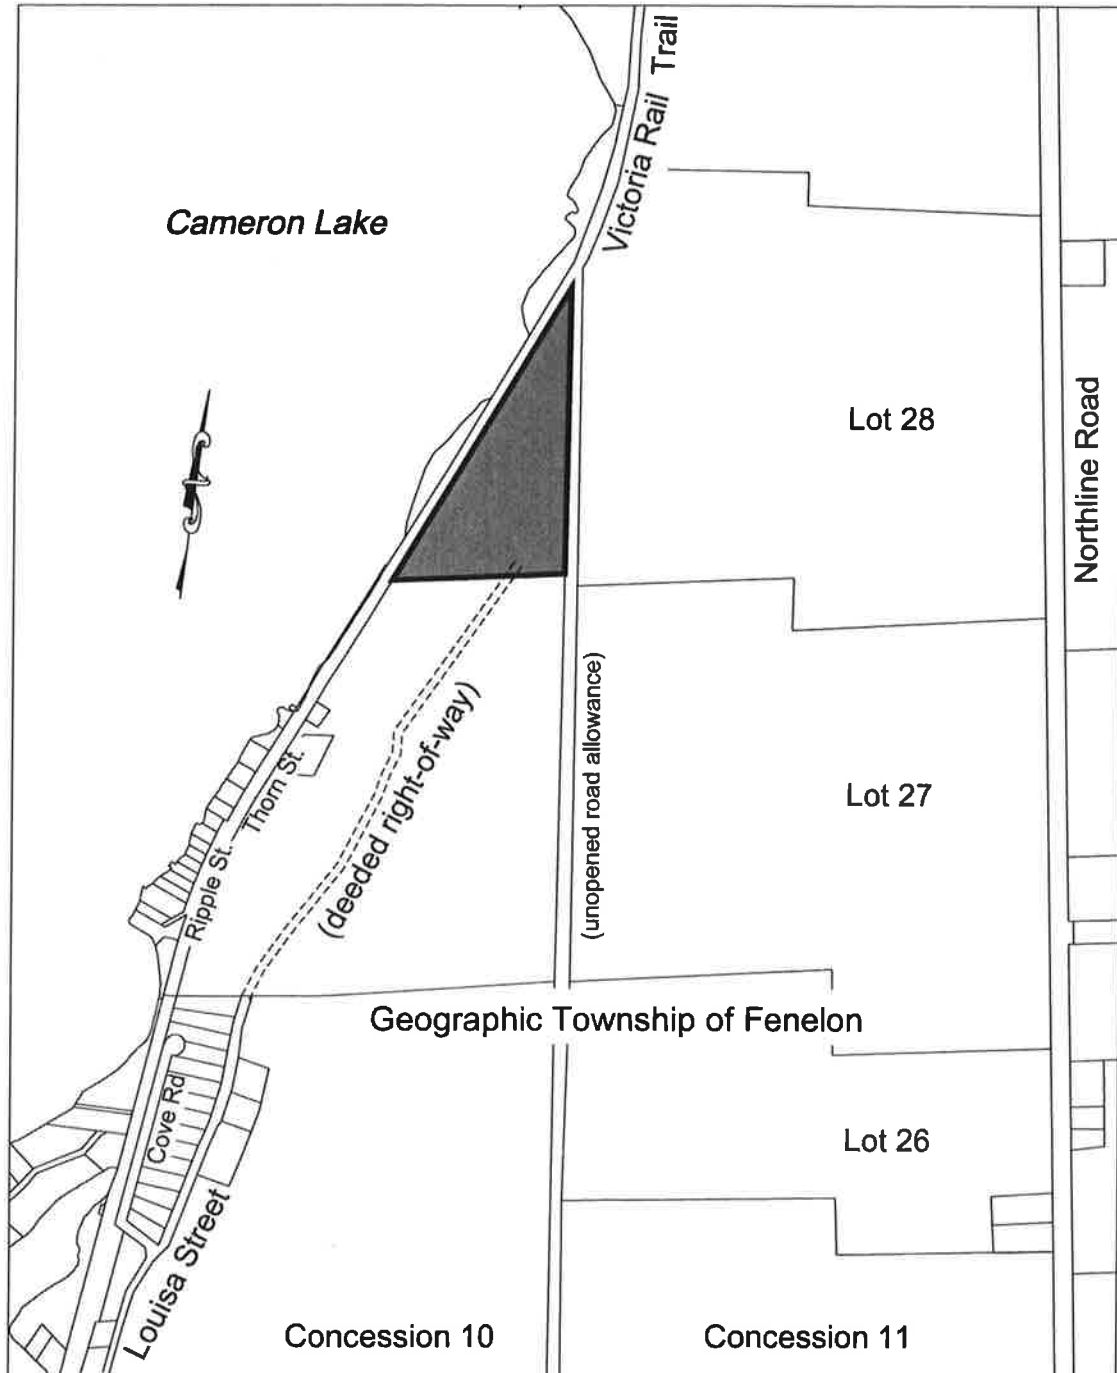 Victoria Rail Trail
Cameron Lake
Lot 28
Northline Road
(unopened road allowance)
(deeded right-of-way)
Thorn St.
Lot 27
Ripple St.
Geographic Township of Fenelon
Cove Rd
Lot 26
Louisa Street
Concession 10
Concession 11